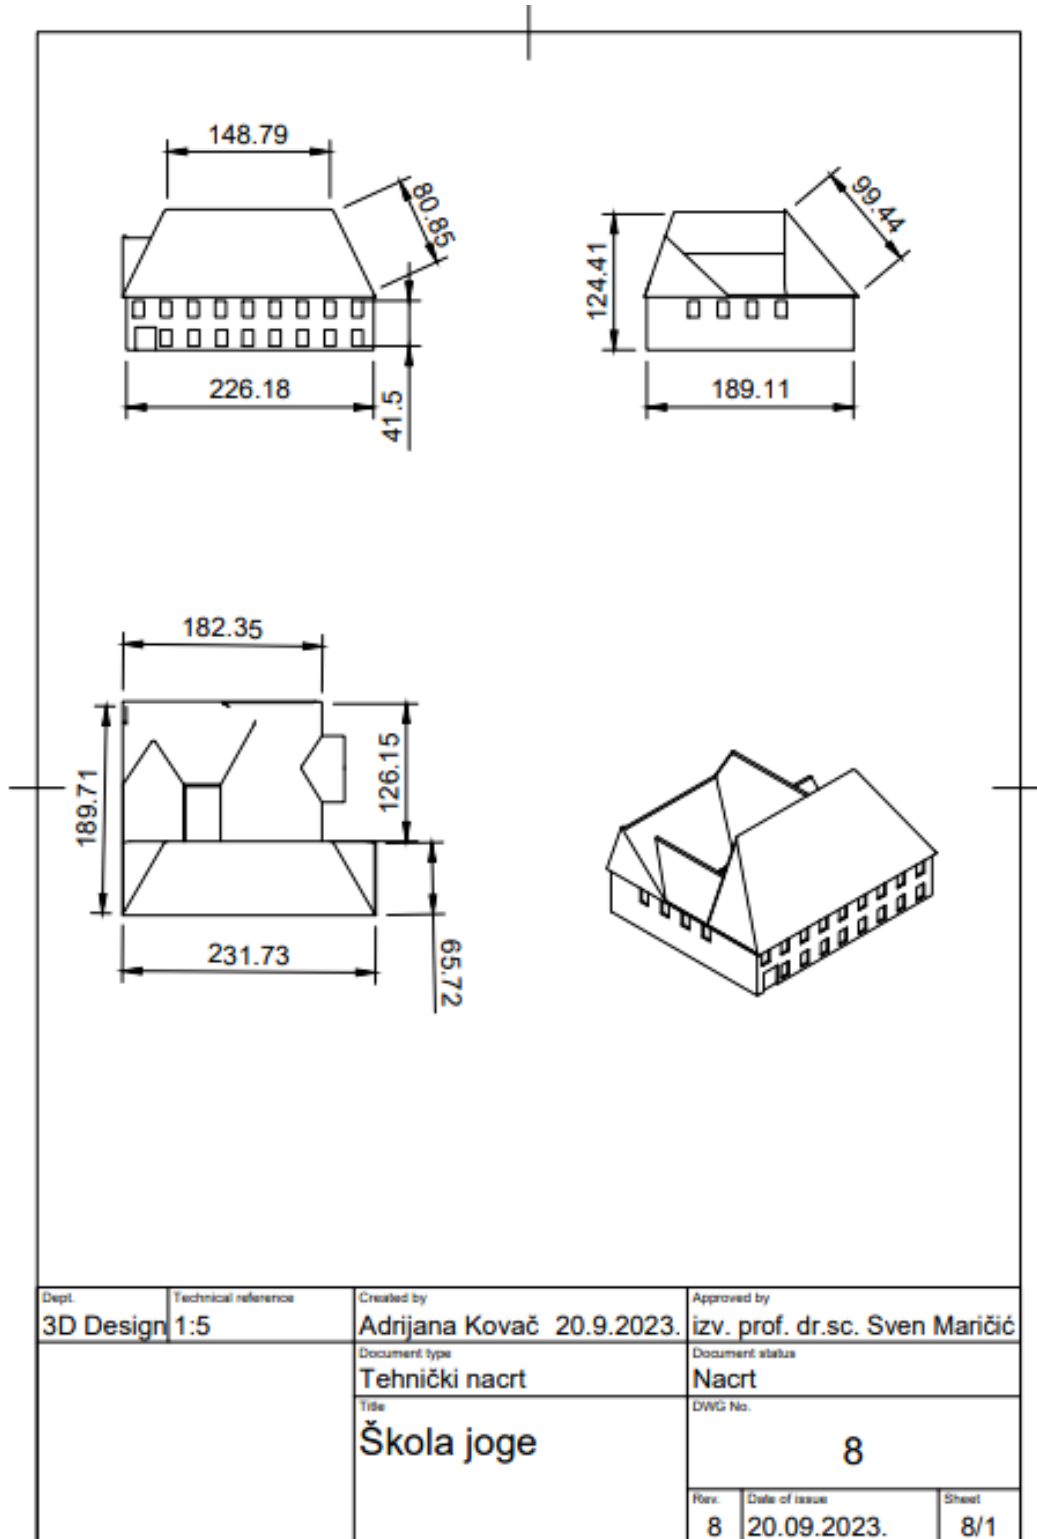 148.79
80.85
99.44
124.41
226.18
41.5
189.11
182.35
189.71
126.15
231.73
65.72
Dept.
3D Design
Technical reference
1:5
Created by
Adrijana Kovač 20.9.2023.
Approved by
izv. prof. dr.sc. Sven Maričić
Document type
Tehnički nacrt
Document status
Nacrt
Title
Škola joge
DWG No.
8
Rev.
8
Date of issue
20.09.2023.
Sheet
8/1